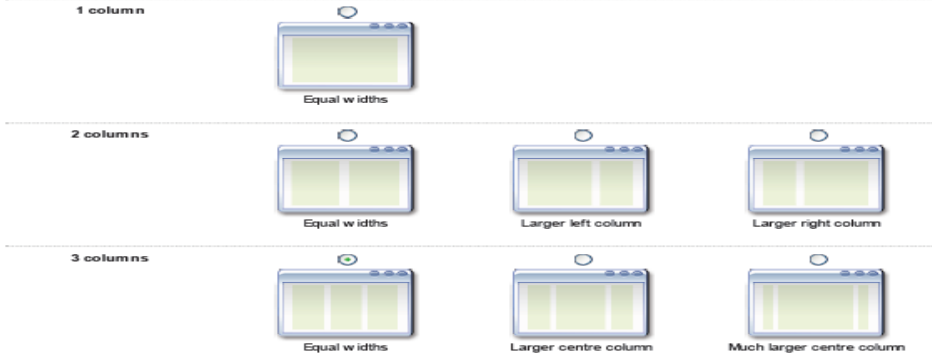 1 column
Equal widths
2 columns
Equal widths
Larger left column
Larger right column
3 columns
Equal widths
Larger centre column
Much larger centre column